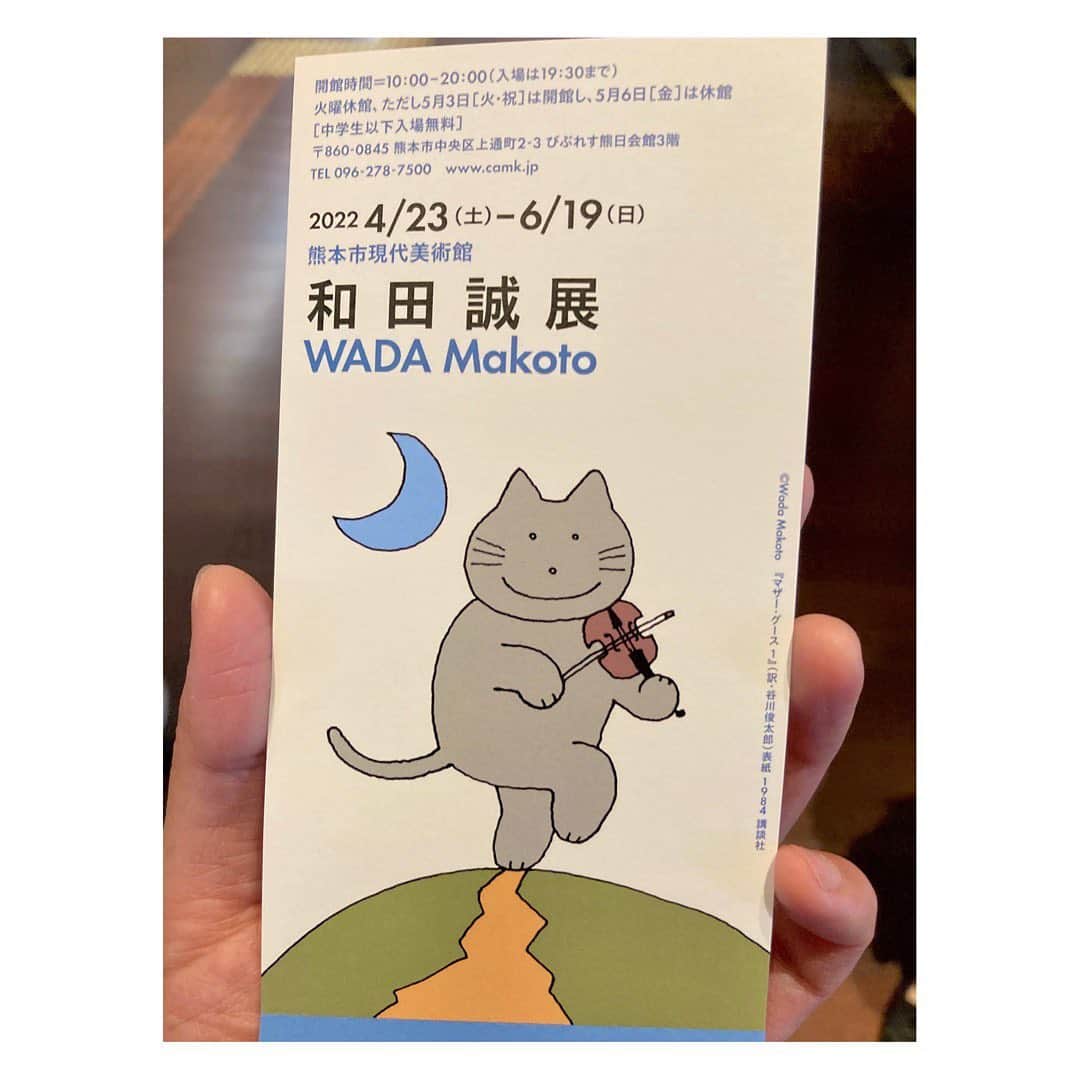 開館時間=10:00−20:00（入場は19:30まで）
火曜休館、ただし5月3日［火・祝］は開館し、5月6日［金］は休館
［中学生以下入場無料］
〒860-0845 熊本市中央区上通町2-3 びぷれす熊日会館3階
TEL 096-278-7500 www.camk.jp
2022 4/23（土）−6/19（日）
熊本市現代美術館
和田誠展
WADA Makoto
©Wada Makoto 『マザー・グース 1』（訳・谷川俊太郎）表紙 1984 講談社